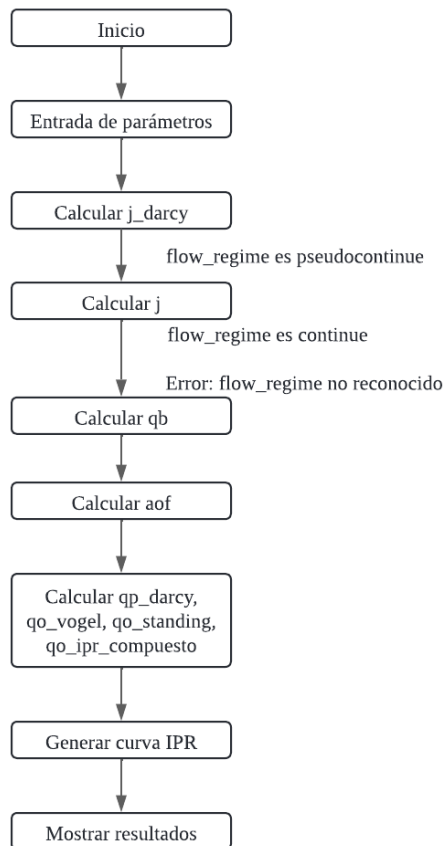 Inicio
Entrada de parámetros
Calcular j_darcy
flow_regime es pseudocontinue
Calcular j
flow_regime es continue
Error: flow_regime no reconocido
Calcular qb
Calcular aof
Calcular qp_darcy,
qo_vogel, qo_standing,
qo_ipr_compuesto
Generar curva IPR
Mostrar resultados